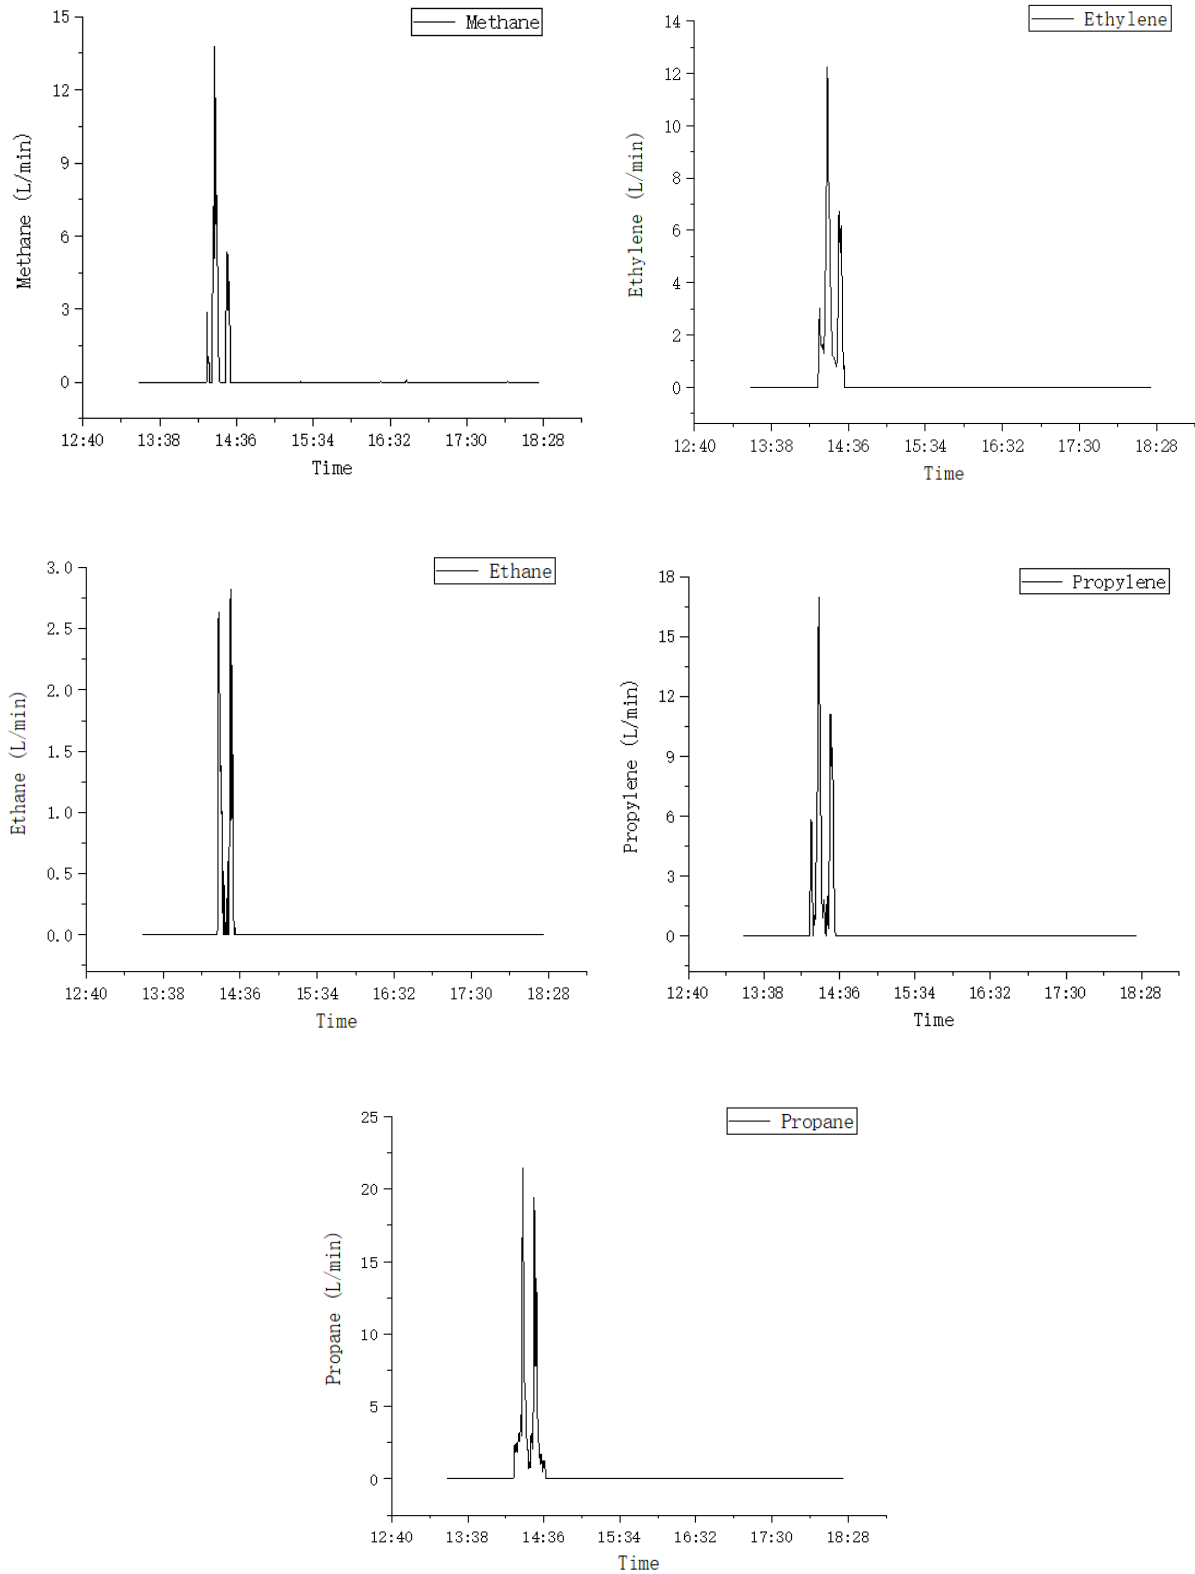 Methane
Methane (L/min)
15
12
9
6
3
0
12:40 13:38 14:36 15:34 16:32 17:30 18:28
Time
Ethylene
Ethylene (L/min)
14
12
10
8
6
4
2
0
12:40 13:38 14:36 15:34 16:32 17:30 18:28
Time
Ethane
Ethane (L/min)
3.0
2.5
2.0
1.5
1.0
0.5
0.0
12:40 13:38 14:36 15:34 16:32 17:30 18:28
Time
Propylene
Propylene (L/min)
18
15
12
9
6
3
0
12:40 13:38 14:36 15:34 16:32 17:30 18:28
Time
Propane
Propane (L/min)
25
20
15
10
5
0
12:40 13:38 14:36 15:34 16:32 17:30 18:28
Time